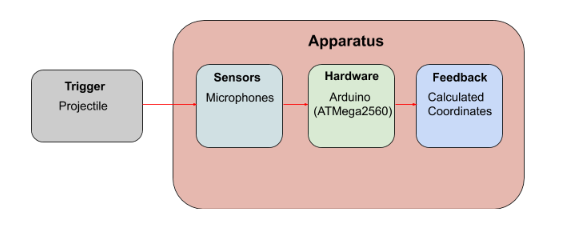 Apparatus
Trigger
Projectile
Sensors
Microphones
Hardware
Arduino
(ATMega2560)
Feedback
Calculated
Coordinates